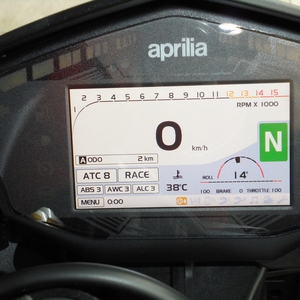 aprilia
1 2 3 4 5 6 7 8 9 10 11 12 13 14 15
RPM X 1000
0 km/h
N
A ODO 2 km
ATC 8 RACE
ABS 3 AWC 3 ALC 3 38°C
ROLL 14°
100 BRAKE 0 THROTTLE 100
MENU 0:00